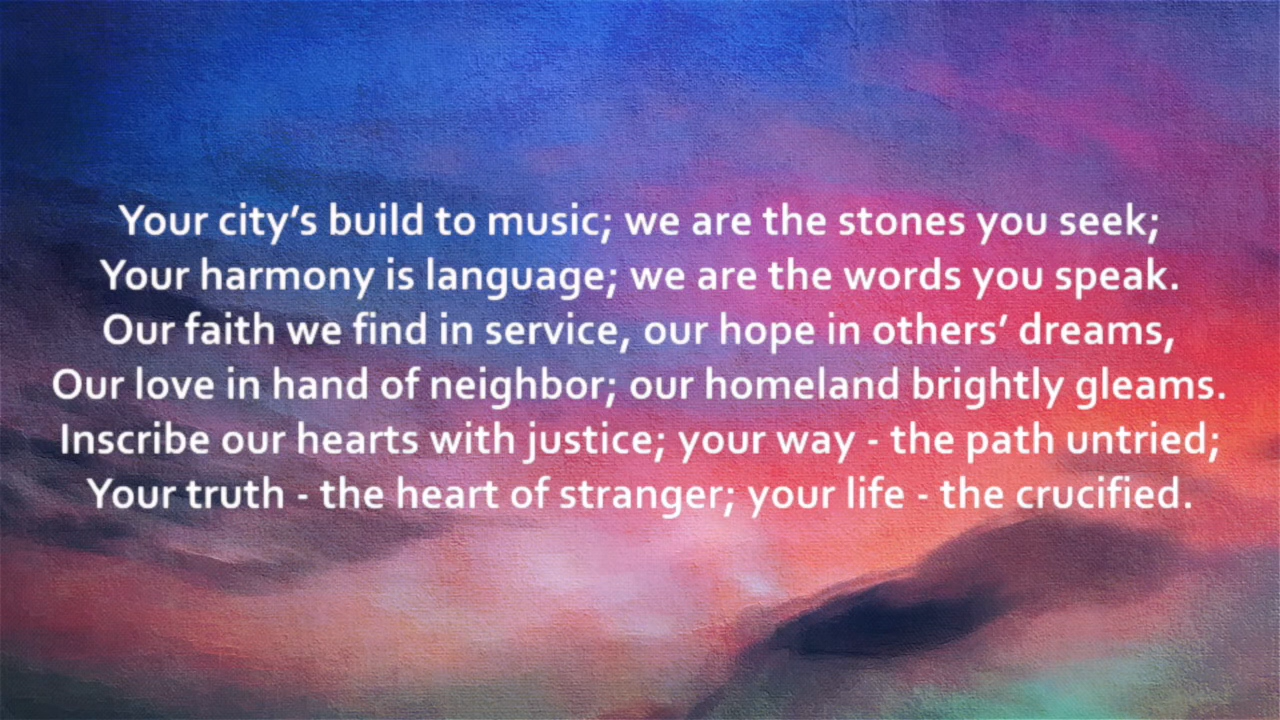 Your city’s build to music; we are the stones you seek;
Your harmony is language; we are the words you speak.
Our faith we find in service, our hope in others’ dreams,
Our love in hand of neighbor; our homeland brightly gleams.
Inscribe our hearts with justice; your way - the path untried;
Your truth - the heart of stranger; your life - the crucified.